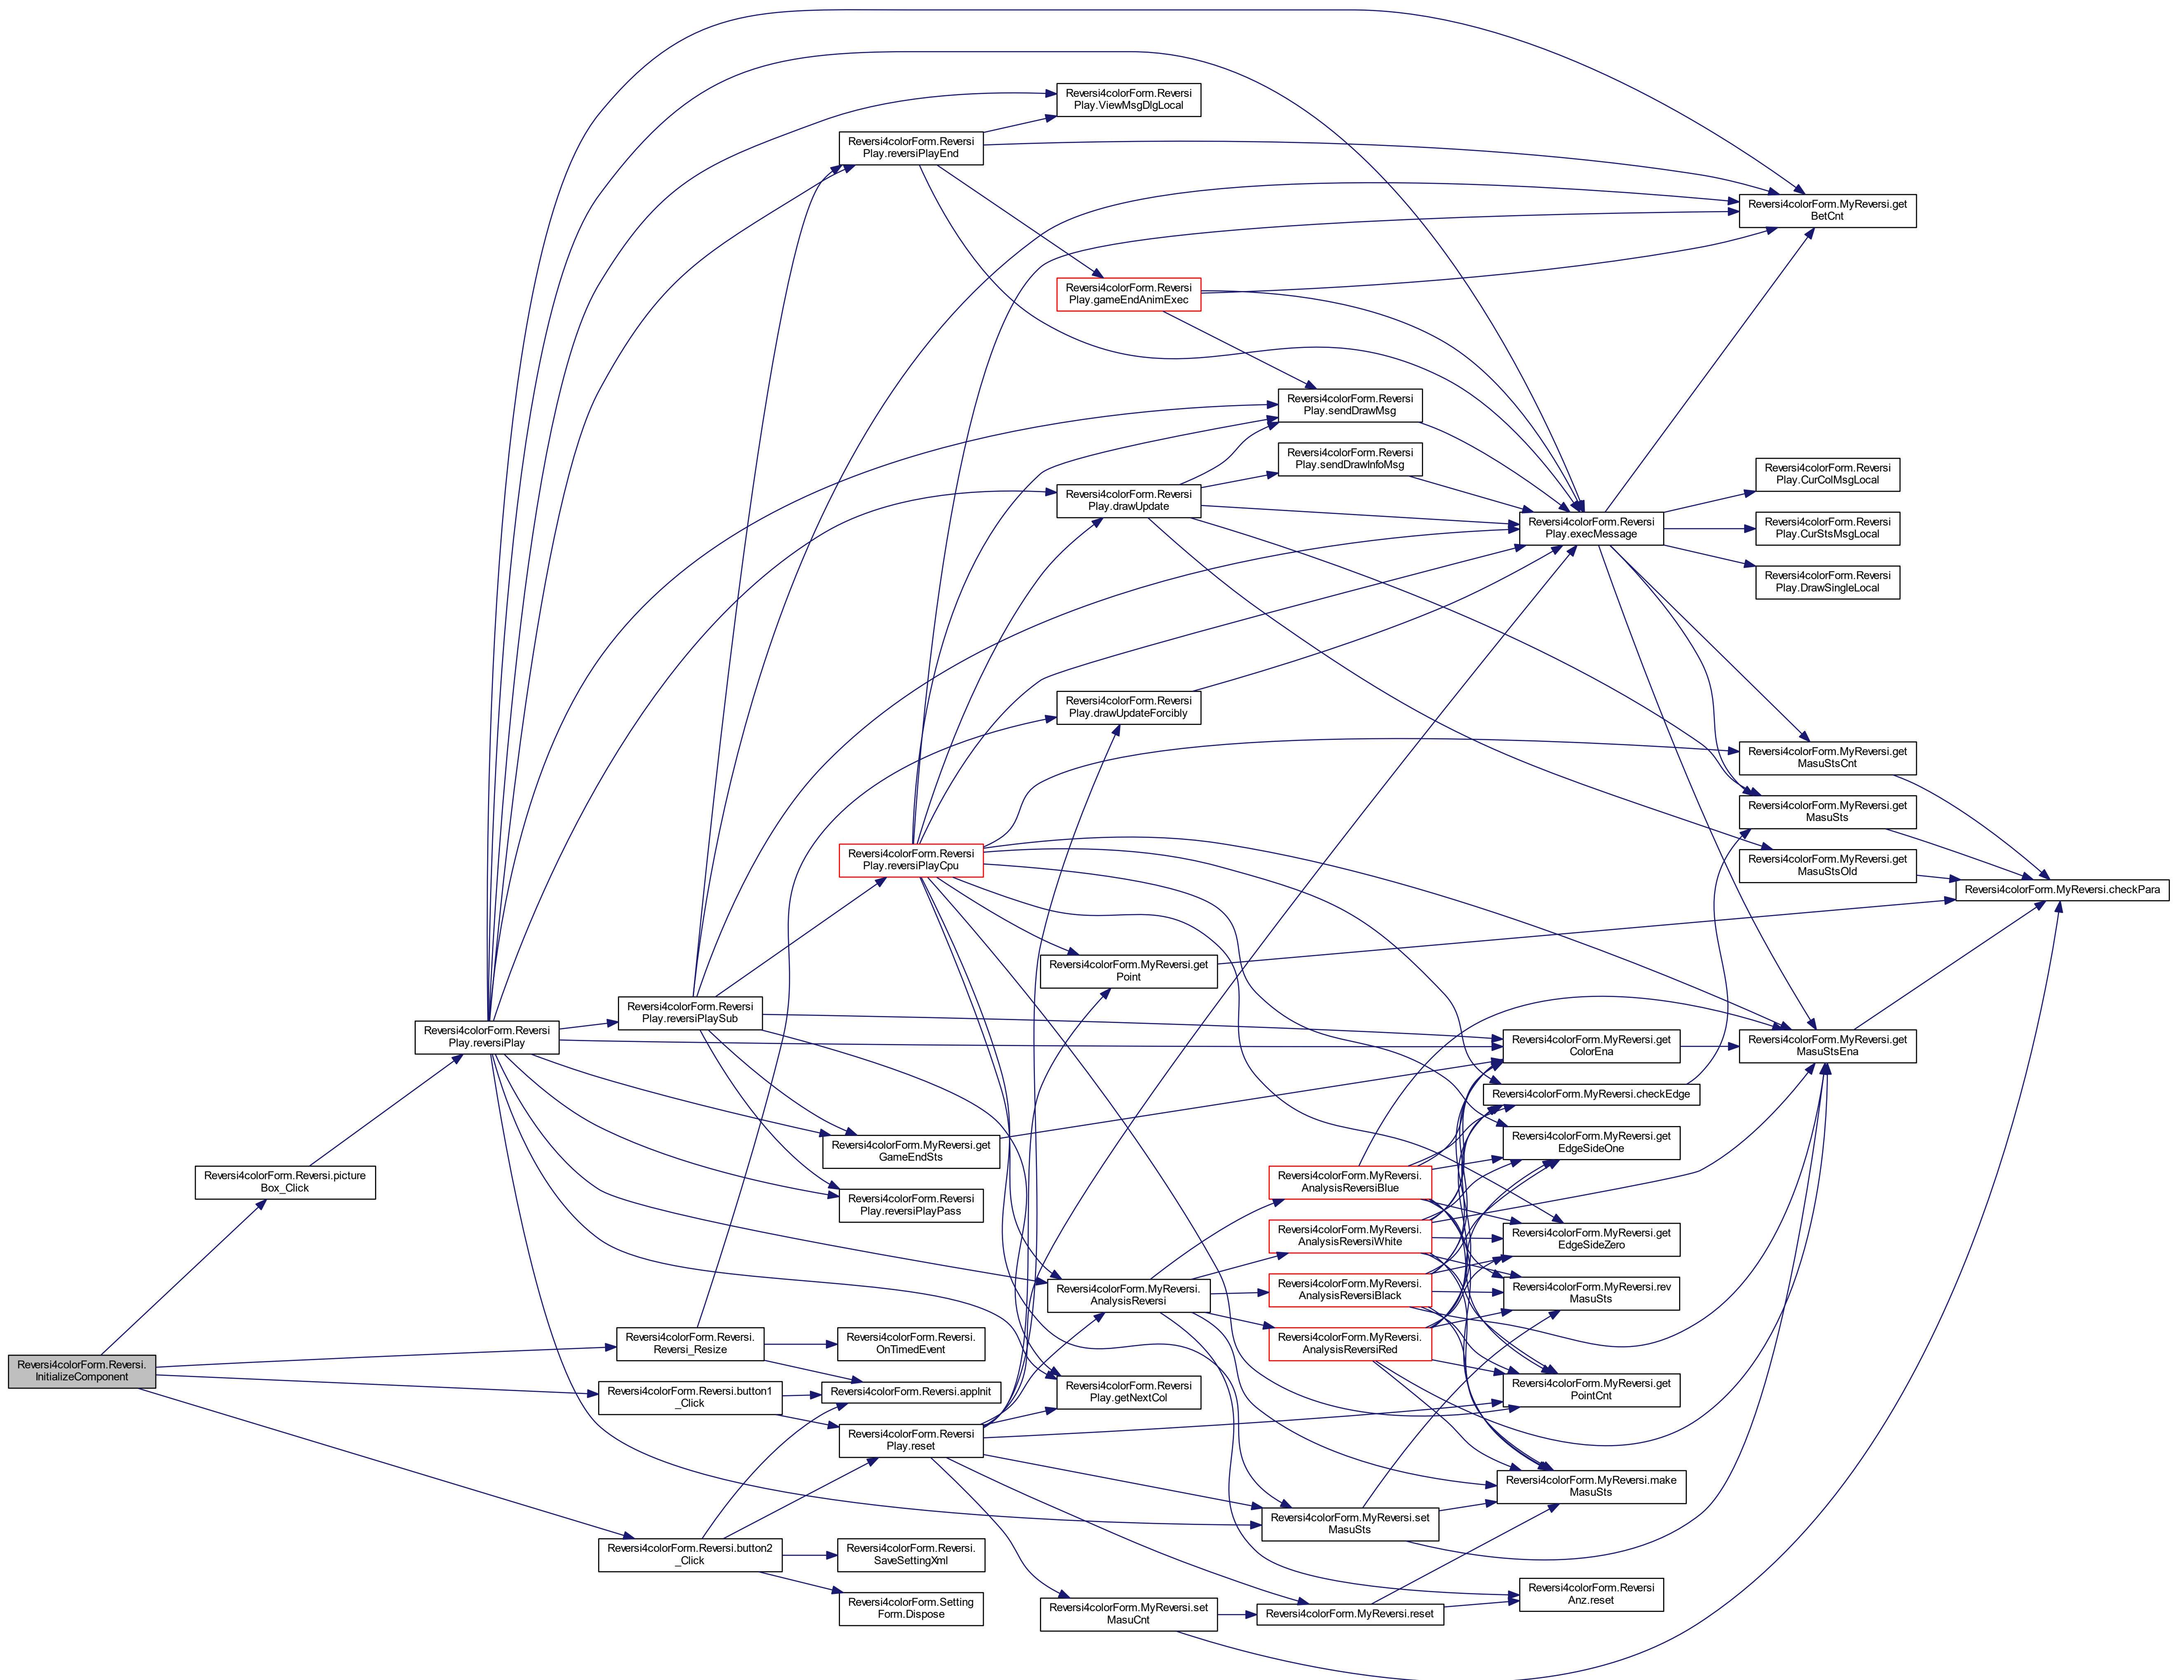 Reversi4colorForm.Reversi.
InitializeComponent
Reversi4colorForm.Reversi.picture
Box_Click
Reversi4colorForm.Reversi
Play.reversiPlay
Reversi4colorForm.Reversi.
Reversi_Resize
Reversi4colorForm.Reversi.button1
_Click
Reversi4colorForm.Reversi.button2
_Click
Reversi4colorForm.Reversi
Play.reversiPlaySub
Reversi4colorForm.Reversi
Play.reversiPlayEnd
Reversi4colorForm.Reversi
Play.reversiPlayCpu
Reversi4colorForm.MyReversi.get
GameEndSts
Reversi4colorForm.Reversi
Play.reversiPlayPass
Reversi4colorForm.Reversi.
OnTimedEvent
Reversi4colorForm.Reversi.appInit
Reversi4colorForm.Reversi
Play.reset
Reversi4colorForm.Reversi.
SaveSettingXml
Reversi4colorForm.Setting
Form.Dispose
Reversi4colorForm.Reversi
Play.ViewMsgDlgLocal
Reversi4colorForm.Reversi
Play.gameEndAnimExec
Reversi4colorForm.Reversi
Play.drawUpdate
Reversi4colorForm.Reversi
Play.drawUpdateForcibly
Reversi4colorForm.MyReversi.get
Point
Reversi4colorForm.MyReversi.
AnalysisReversi
Reversi4colorForm.Reversi
Play.getNextCol
Reversi4colorForm.MyReversi.set
MasuCnt
Reversi4colorForm.Reversi
Play.sendDrawMsg
Reversi4colorForm.Reversi
Play.sendDrawInfoMsg
Reversi4colorForm.MyReversi.
AnalysisReversiBlue
Reversi4colorForm.MyReversi.
AnalysisReversiWhite
Reversi4colorForm.MyReversi.
AnalysisReversiBlack
Reversi4colorForm.MyReversi.
AnalysisReversiRed
Reversi4colorForm.MyReversi.set
MasuSts
Reversi4colorForm.MyReversi.reset
Reversi4colorForm.Reversi
Play.execMessage
Reversi4colorForm.MyReversi.get
ColorEna
Reversi4colorForm.MyReversi.checkEdge
Reversi4colorForm.MyReversi.get
EdgeSideOne
Reversi4colorForm.MyReversi.get
EdgeSideZero
Reversi4colorForm.MyReversi.rev
MasuSts
Reversi4colorForm.MyReversi.get
PointCnt
Reversi4colorForm.MyReversi.make
MasuSts
Reversi4colorForm.Reversi
Anz.reset
Reversi4colorForm.MyReversi.get
BetCnt
Reversi4colorForm.Reversi
Play.CurColMsgLocal
Reversi4colorForm.Reversi
Play.CurStsMsgLocal
Reversi4colorForm.Reversi
Play.DrawSingleLocal
Reversi4colorForm.MyReversi.get
MasuStsCnt
Reversi4colorForm.MyReversi.get
MasuSts
Reversi4colorForm.MyReversi.get
MasuStsOld
Reversi4colorForm.MyReversi.get
MasuStsEna
Reversi4colorForm.MyReversi.checkPara